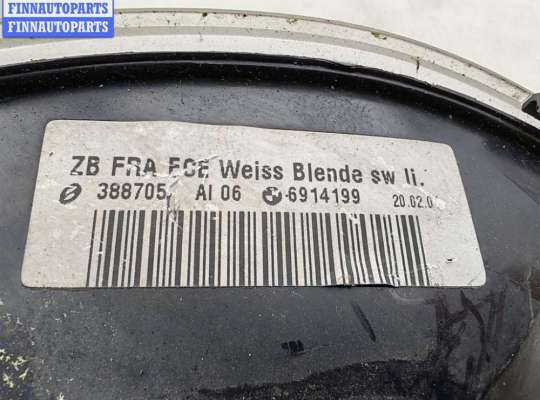 FINNAUTOPARTS
FINNAUTOPARTS
ZB FRA ECE Weiss Blende sw li.
388705 AI 06 6914199 20.02.0